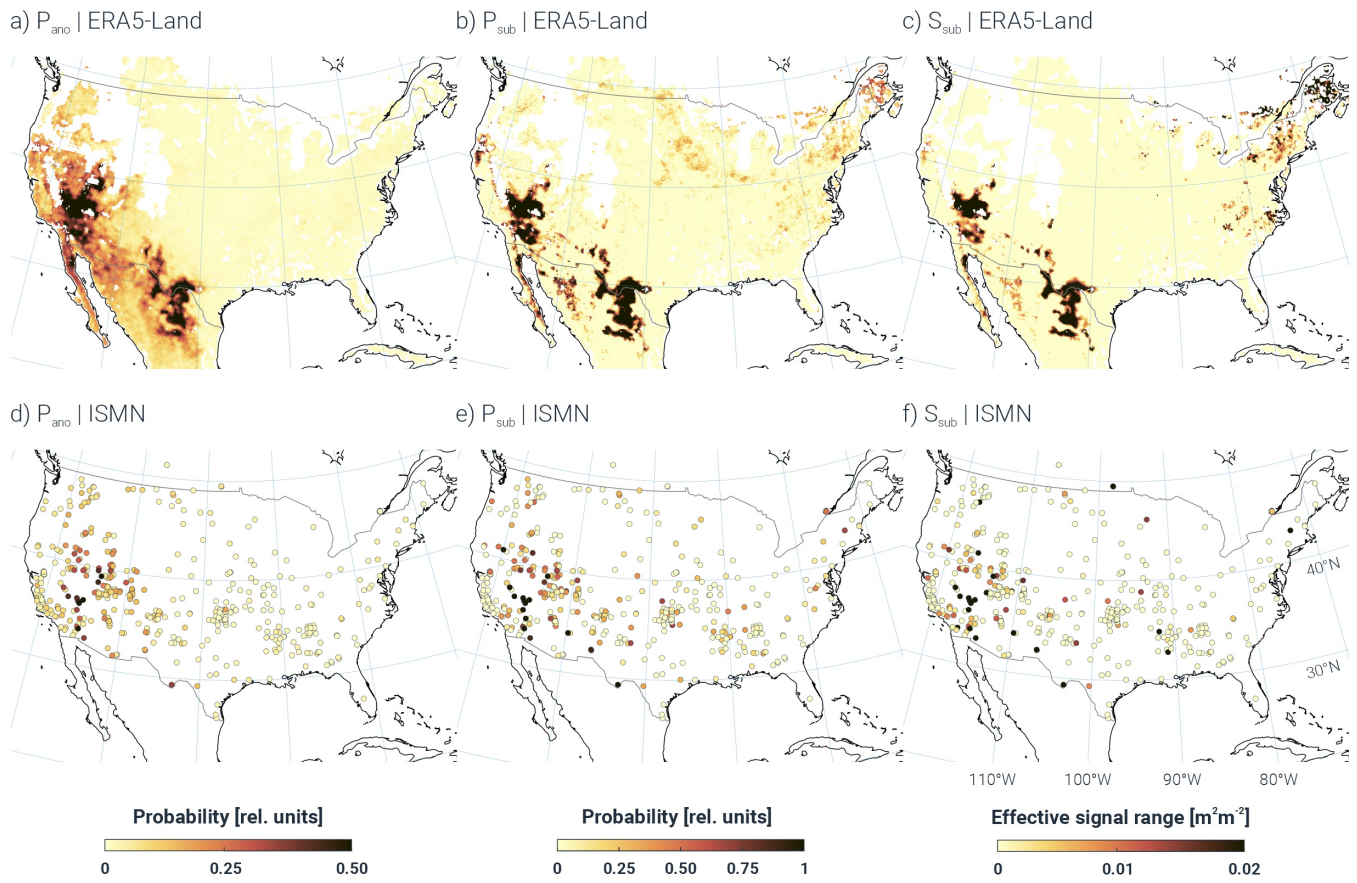 a) Pano | ERA5-Land
b) Psub | ERA5-Land
c) Ssub | ERA5-Land
d) Pano | ISMN
e) Psub | ISMN
f) Ssub | ISMN
40°N
30°N
110°W 100°W 90°W 80°W
Probability [rel. units]
0 0.25 0.50
Probability [rel. units]
0 0.25 0.50 0.75 1
Effective signal range [m²m⁻²]
0 0.01 0.02